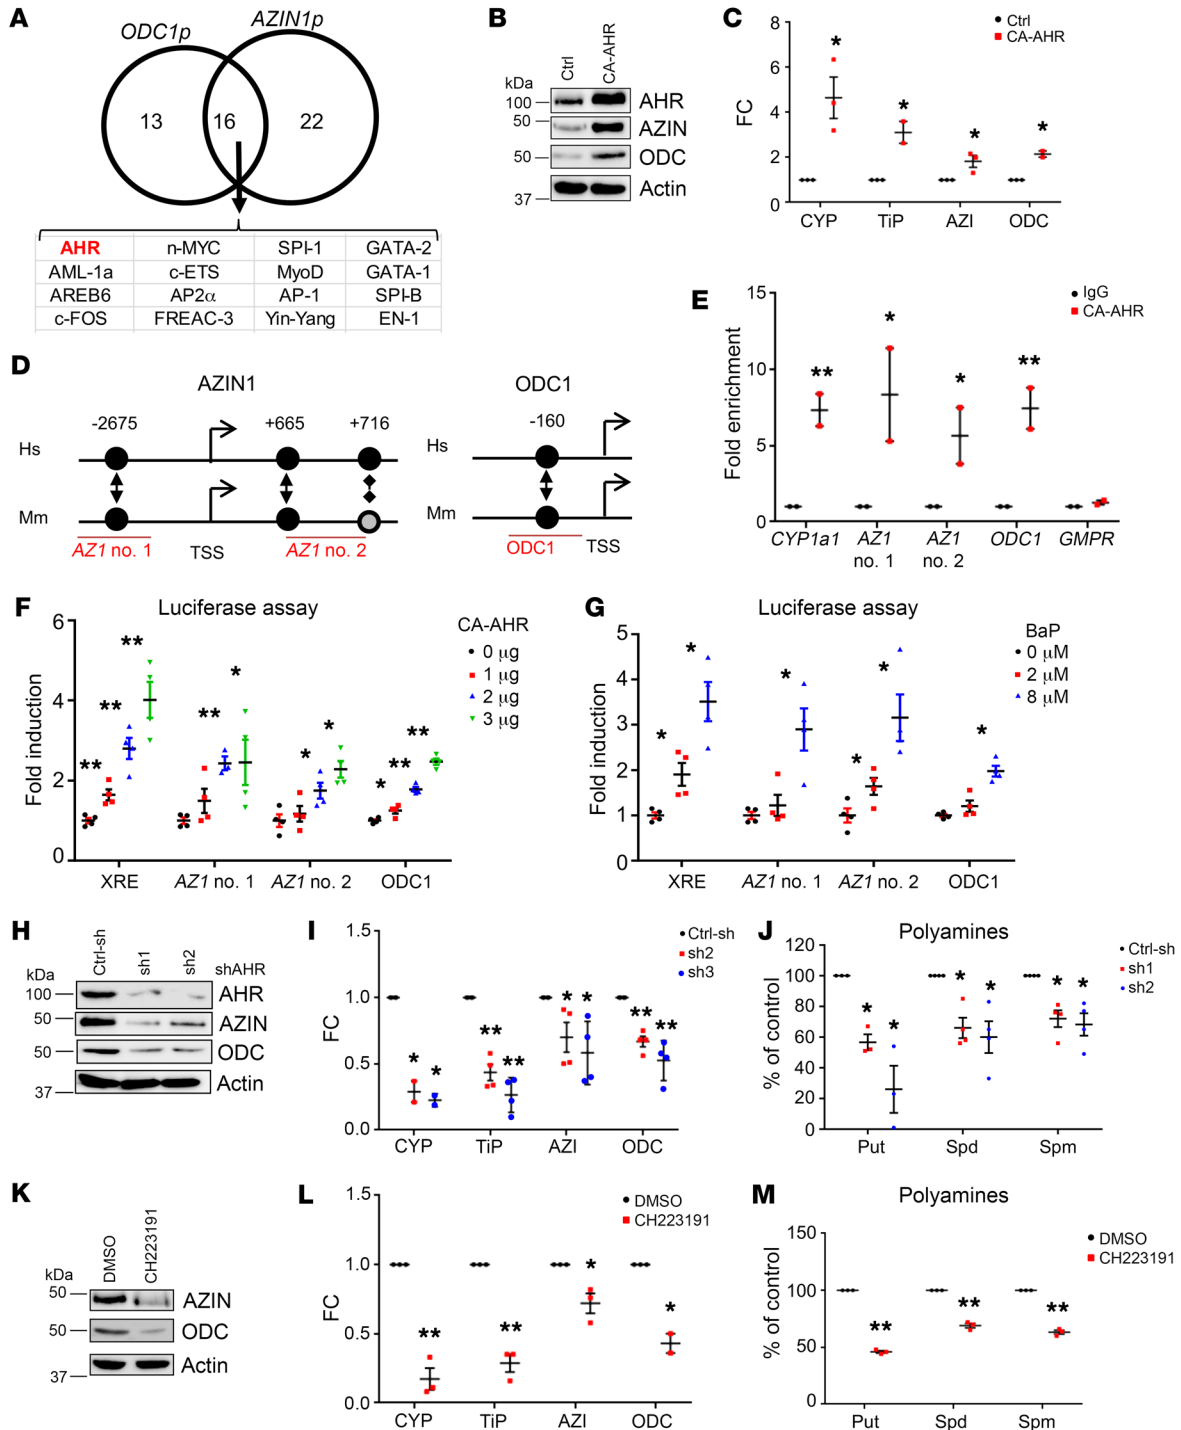 A
ODC1p
AZIN1p
13
16
22
AHR n-MYC SPI-1 GATA-2
AML-1a c-ETS MyoD GATA-1
AREB6 AP2α AP-1 SPI-B
c-FOS FREAC-3 Yin-Yang EN-1
B
Ctrl
CA-AHR
kDa
100
AHR
50
AZIN
50
ODC
37
Actin
C
Ctrl
CA-AHR
FC
8
6
4
2
0
*
*
*
*
CYP TiP AZI ODC
D
AZIN1
-2675 +665 +716
Hs
Mm
AZ1 no. 1
TSS
AZ1 no. 2
ODC1
-160
Hs
Mm
ODC1
TSS
E
IgG
CA-AHR
Fold enrichment
15
10
5
0
**
*
*
**
CYP1a1 AZ1 no. 1 AZ1 no. 2 ODC1 GMPR
F
Luciferase assay
CA-AHR
0 µg
1 µg
2 µg
3 µg
Fold induction
6
4
2
0
** ** **
** *
* *
* ** **
XRE AZ1 no. 1 AZ1 no. 2 ODC1
G
Luciferase assay
BaP
0 µM
2 µM
8 µM
Fold induction
5
4
3
2
1
0
* *
*
* *
*
XRE AZ1 no. 1 AZ1 no. 2 ODC1
H
Ctrl-sh
sh1
sh2
shAHR
kDa
100
AHR
50
AZIN
50
ODC
37
Actin
I
Ctrl-sh
sh2
sh3
FC
1.5
1.0
0.5
0.0
* *
** **
* *
** **
CYP TiP AZI ODC
J
Polyamines
Ctrl-sh
sh1
sh2
% of control
120
100
80
60
40
20
0
* *
* *
* *
Put Spd Spm
K
DMSO
CH223191
kDa
50
AZIN
50
ODC
37
Actin
L
DMSO
CH223191
FC
1.5
1.0
0.5
0.0
**
**
*
*
CYP TiP AZI ODC
M
Polyamines
DMSO
CH223191
% of control
150
100
50
0
**
**
**
Put Spd Spm